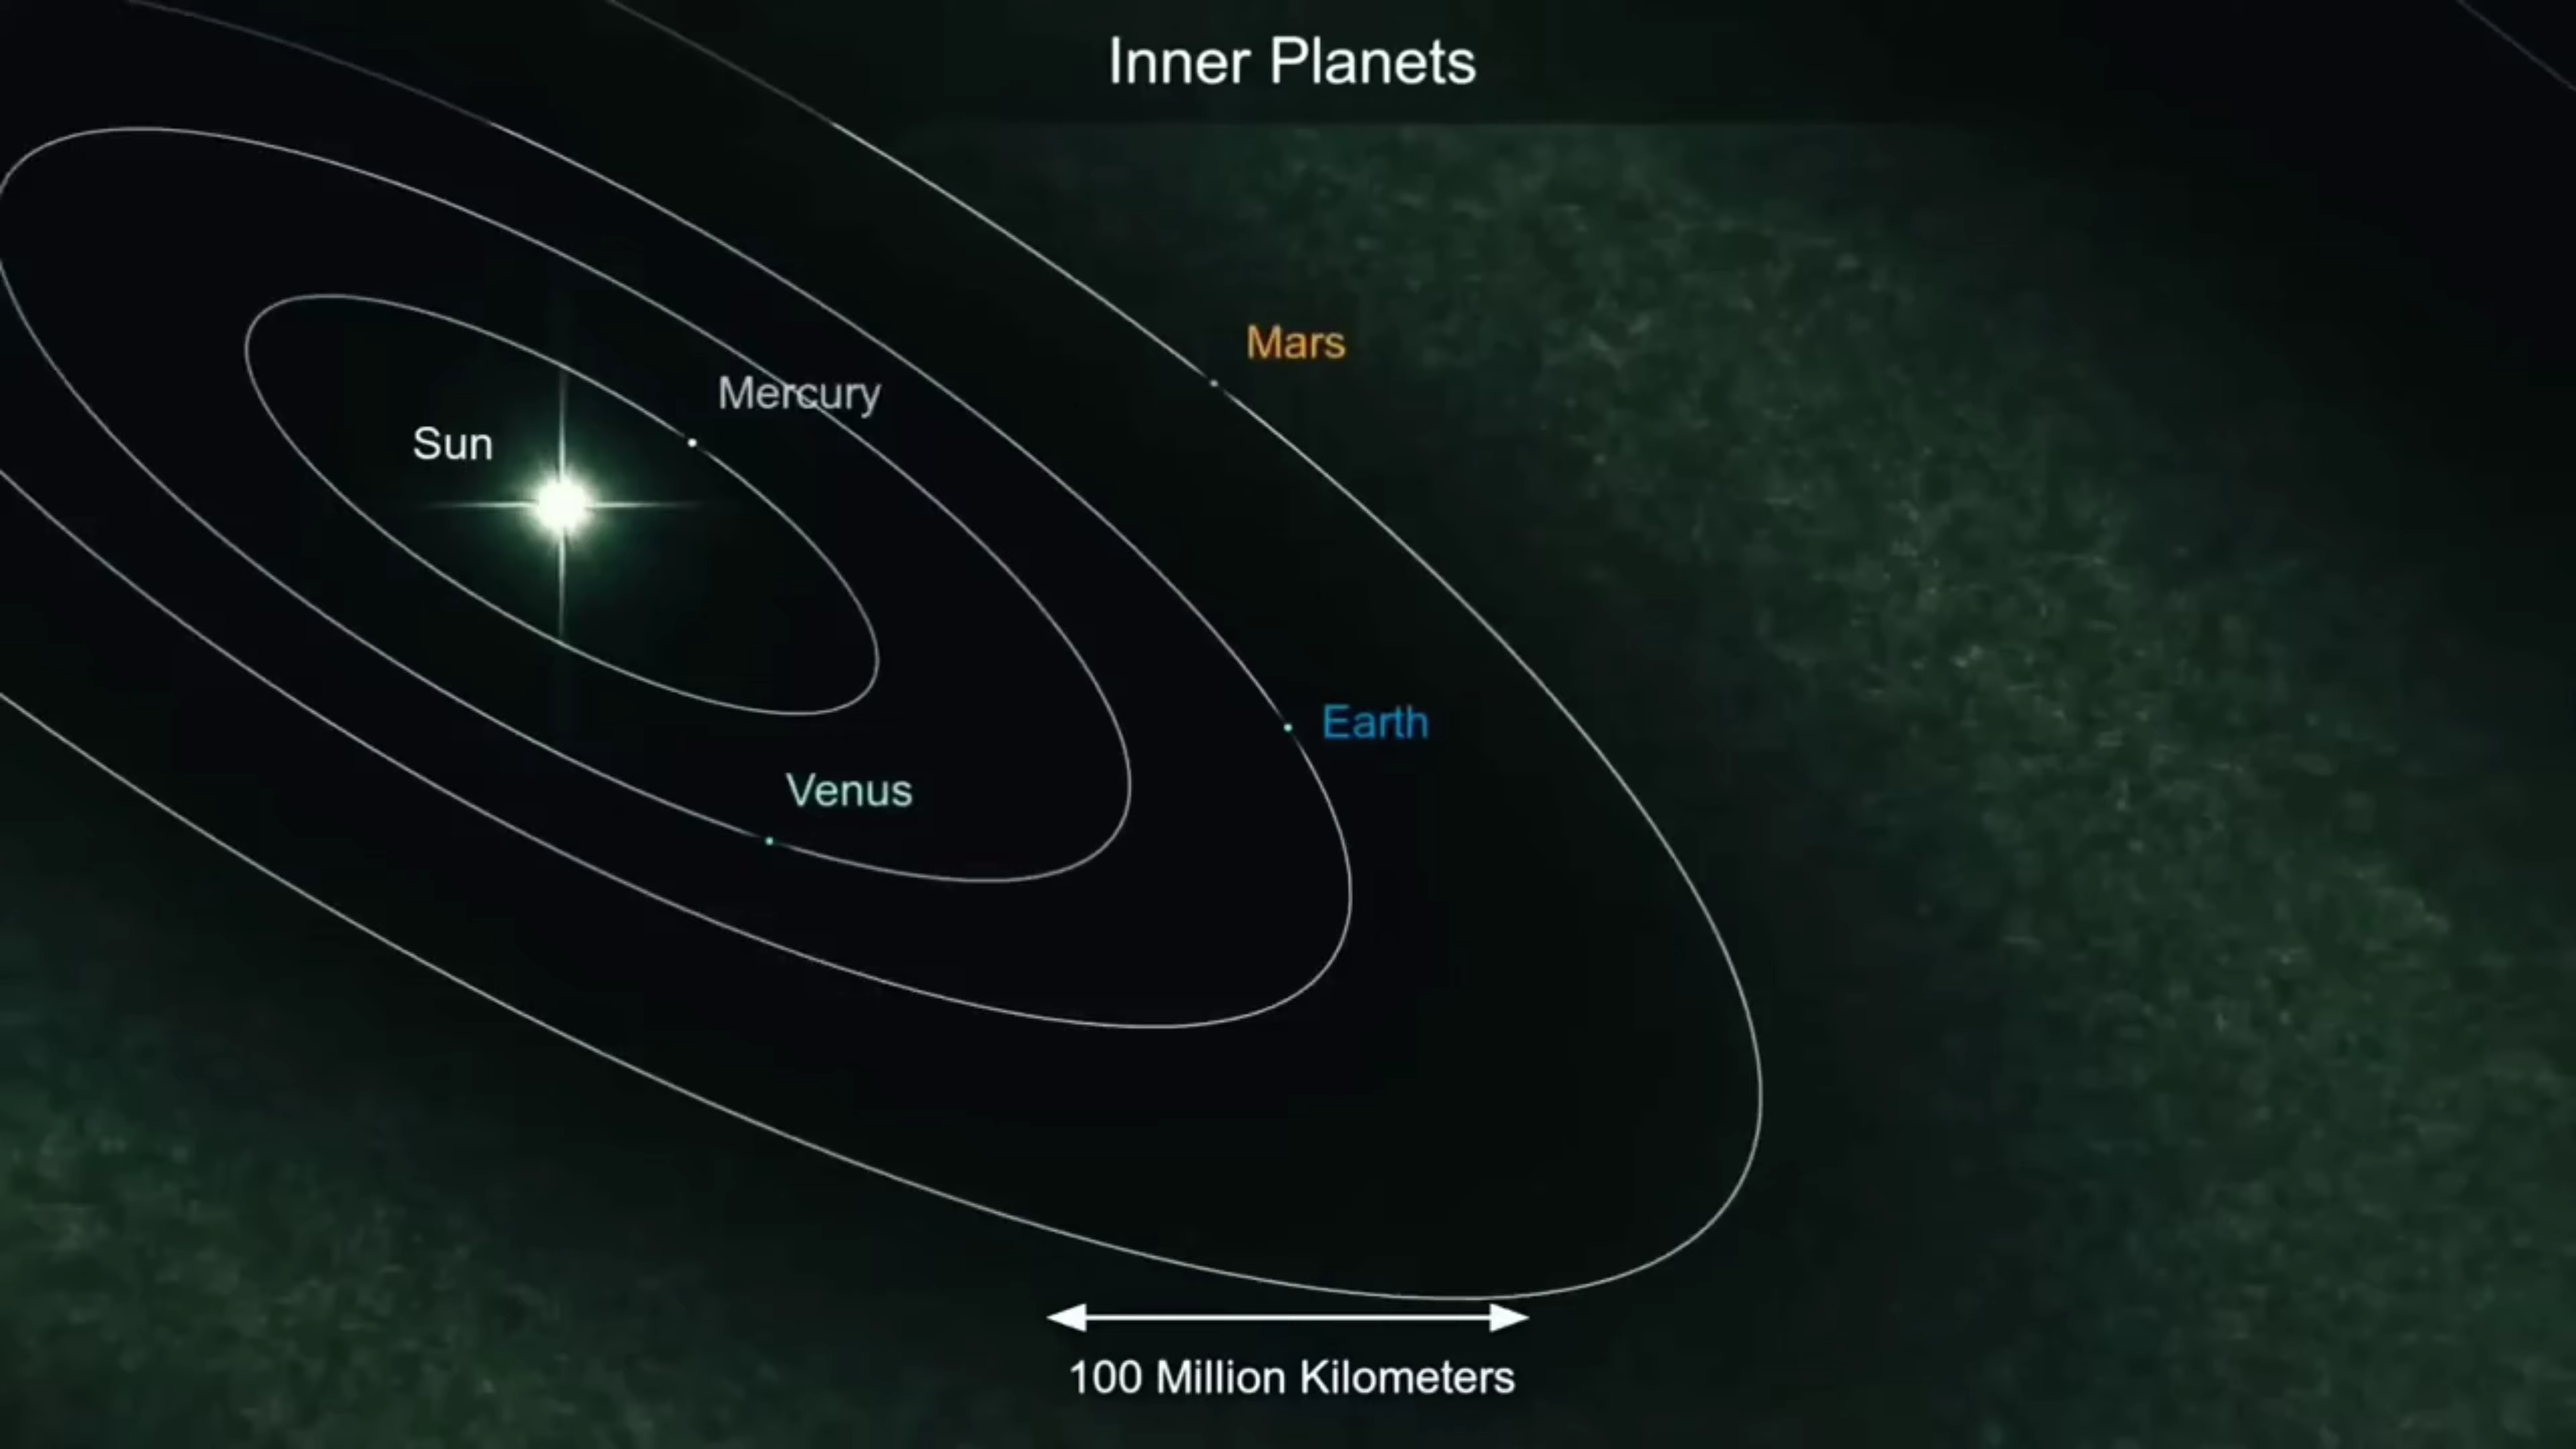 Inner Planets
Mars
Mercury
Sun
Earth
Venus
100 Million Kilometers